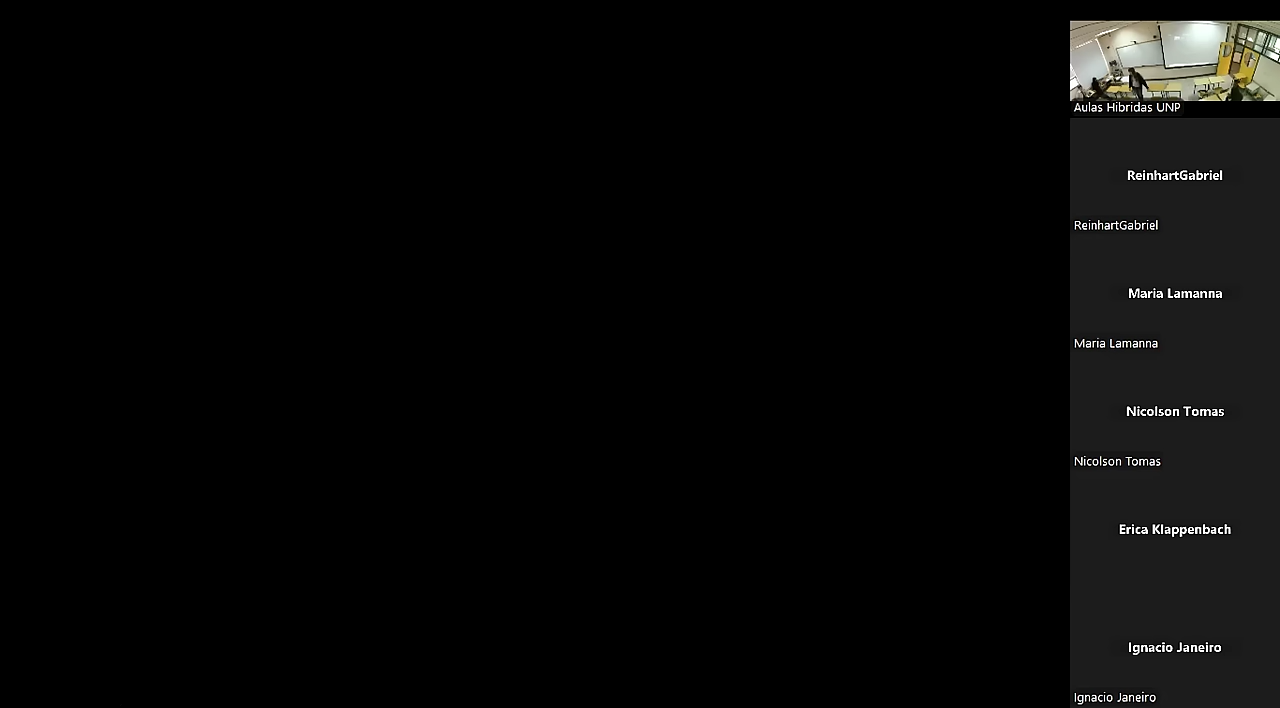 Aulas Hibridas UNP
ReinhartGabriel
ReinhartGabriel
Maria Lamanna
Maria Lamanna
Nicolson Tomas
Nicolson Tomas
Erica Klappenbach
Ignacio Janeiro
Ignacio Janeiro